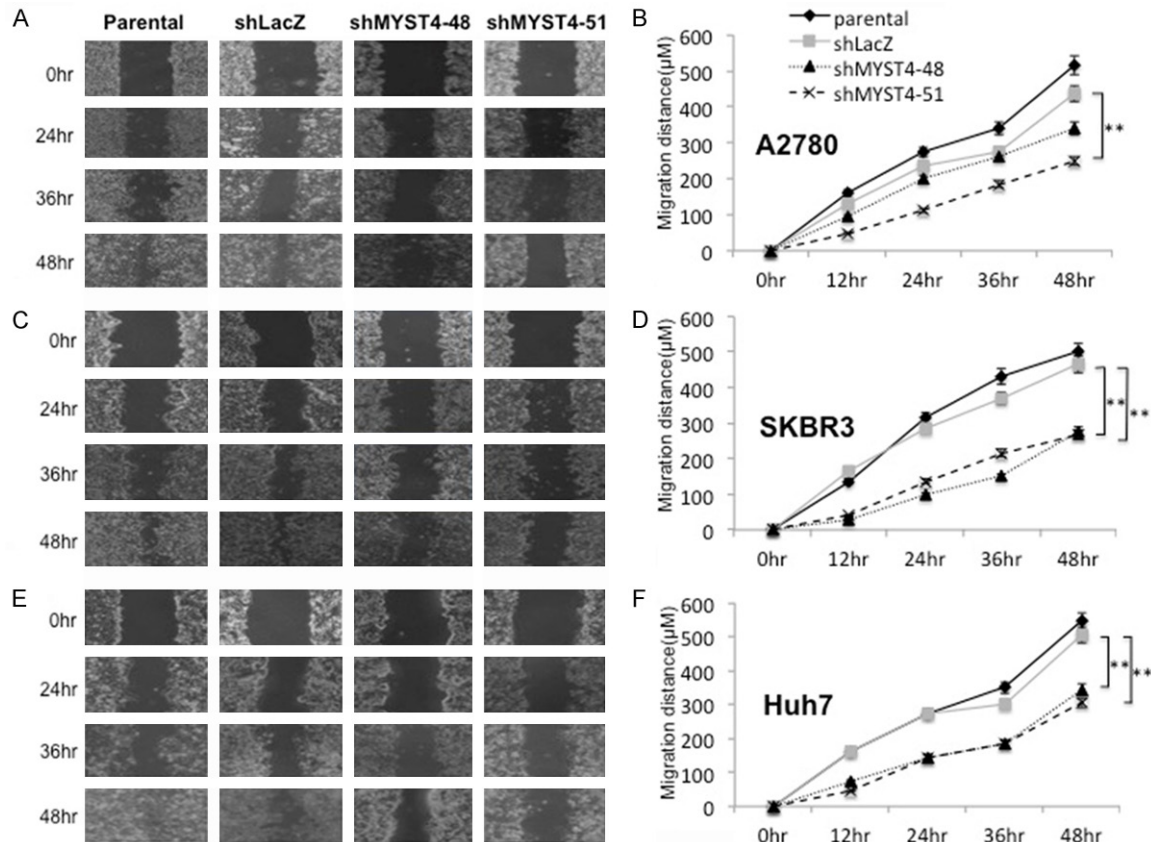 A
Parental shLacZ shMYST4-48 shMYST4-51
0hr
24hr
36hr
48hr
B
parental
shLacZ
shMYST4-48
shMYST4-51
A2780
Migration distance(µM)
600
500
400
300
200
100
0
**
0hr 12hr 24hr 36hr 48hr
C
0hr
24hr
36hr
48hr
D
SKBR3
Migration distance(µM)
600
500
400
300
200
100
0
** **
0hr 12hr 24hr 36hr 48hr
E
0hr
24hr
36hr
48hr
F
Huh7
Migration distance(µM)
600
500
400
300
200
100
0
** **
0hr 12hr 24hr 36hr 48hr